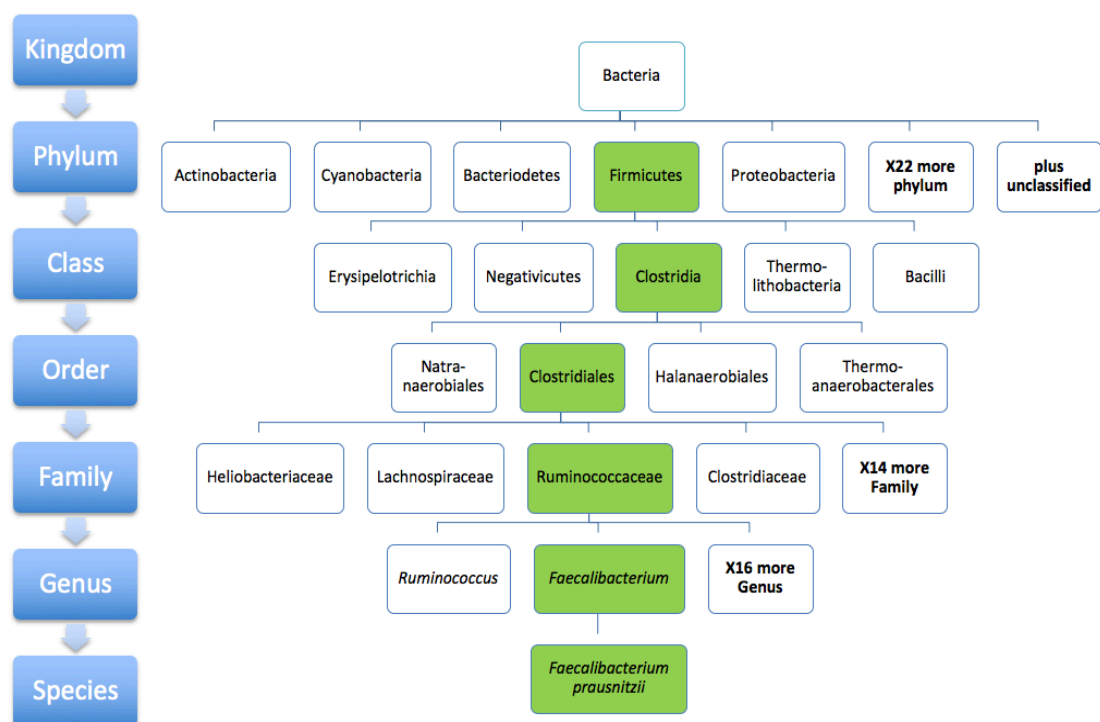 Kingdom
Bacteria
Phylum
Actinobacteria
Cyanobacteria
Bacteriodetes
Firmicutes
Proteobacteria
X22 more
phylum
plus
unclassified
Class
Erysipelotrichia
Negativicutes
Clostridia
Thermo-
lithobacteria
Bacilli
Order
Natra-
naerobiales
Clostridiales
Halanaerobiales
Thermo-
anaerobacterales
Family
Heliobacteriaceae
Lachnospiraceae
Ruminococcaceae
Clostridiaceae
X14 more
Family
Genus
Ruminococcus
Faecalibacterium
X16 more
Genus
Species
Faecalibacterium
prausnitzii